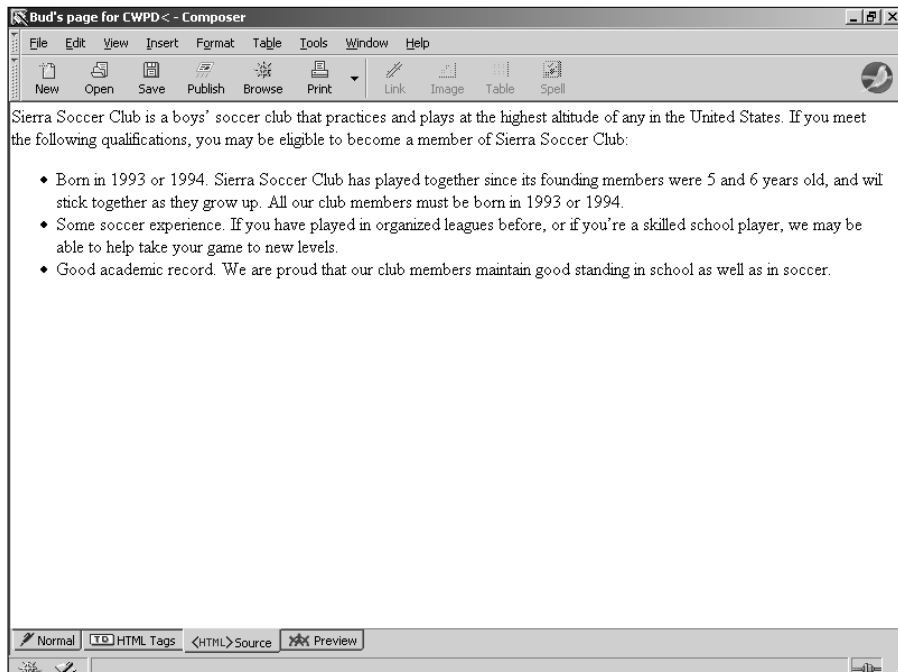 Bud's page for CWPD< - Composer
File Edit View Insert Format Table Tools Window Help
New Open Save Publish Browse Print Link Image Table Spell
Sierra Soccer Club is a boys' soccer club that practices and plays at the highest altitude of any in the United States. If you meet
the following qualifications, you may be eligible to become a member of Sierra Soccer Club:
• Born in 1993 or 1994. Sierra Soccer Club has played together since its founding members were 5 and 6 years old, and wil
stick together as they grow up. All our club members must be born in 1993 or 1994.
• Some soccer experience. If you have played in organized leagues before, or if you're a skilled school player, we may be
able to help take your game to new levels.
• Good academic record. We are proud that our club members maintain good standing in school as well as in soccer.
Normal TD HTML Tags <HTML> Source Preview